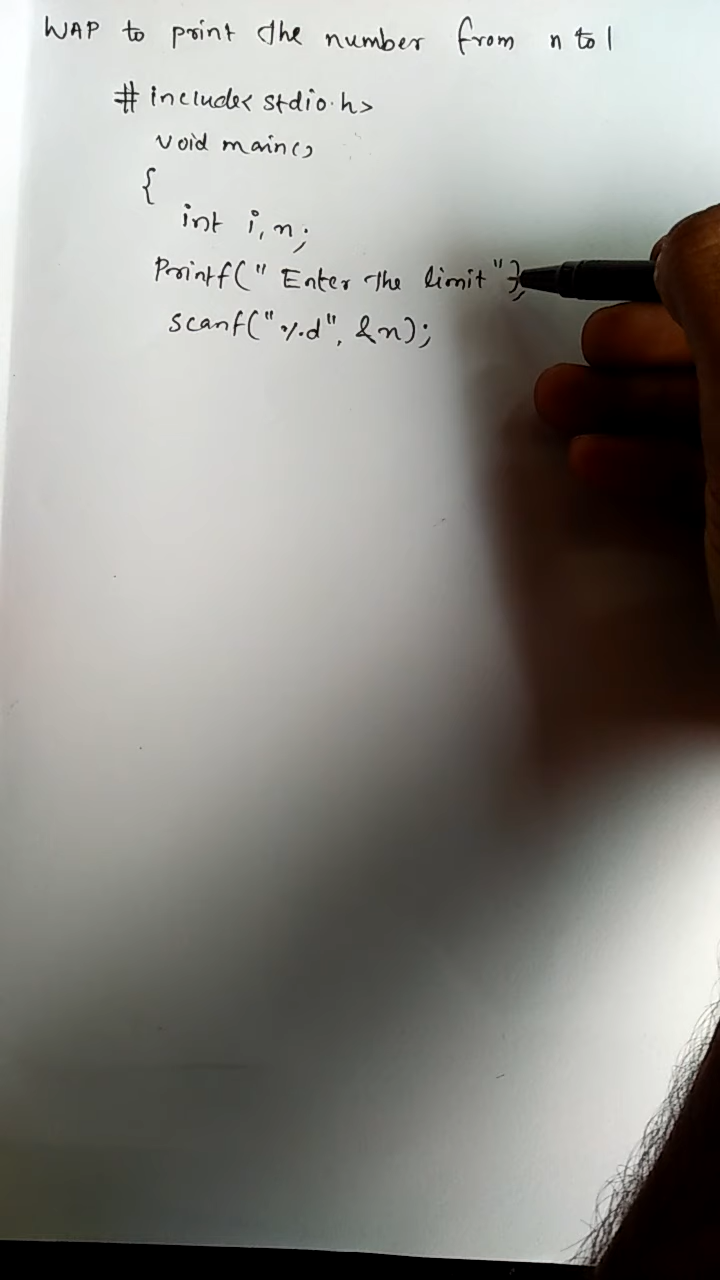 WAP to print the number from n to 1
#include<stdio.h>
void main()
{
int i,n;
Printf("Enter the limit");
scanf("%d", &n);